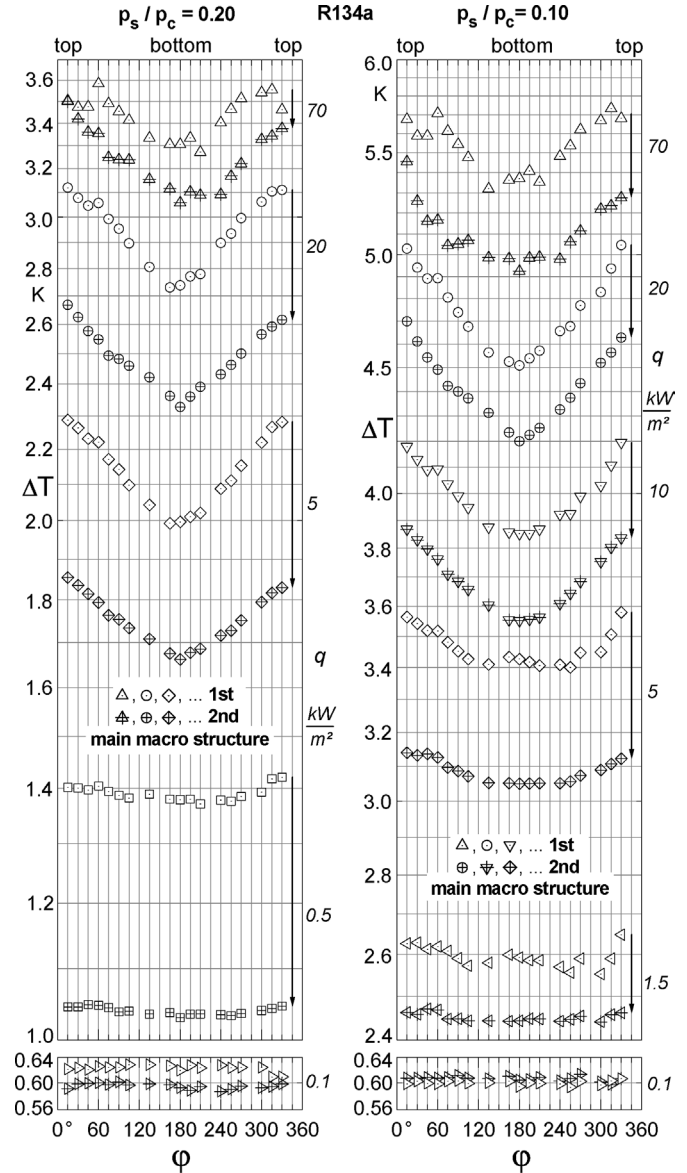 p_s / p_c = 0.20 R134a p_s / p_c = 0.10
top bottom top top bottom top
3.6
3.4
3.2
3.0
2.8
K
2.6
2.4
2.2
ΔT
2.0
1.8
1.6
1.4
1.2
1.0
0.64
0.60
0.56
70
20
5
q
kW
m²
0.5
0.1
△ , ○ , ◇ , ... 1st
, ⊕ , , ... 2nd
main macro structure
0° 60 120 180 240 300 360
φ
6.0
K
5.5
5.0
4.5
ΔT
4.0
3.8
3.6
3.4
3.2
3.0
2.8
2.6
2.4
0.64
0.60
0.56
70
20
q
kW
m²
10
5
1.5
0.1
△ , ○ , ▽ , ... 1st
⊕ , , , ... 2nd
main macro structure
0° 60 120 180 240 300 360
φ